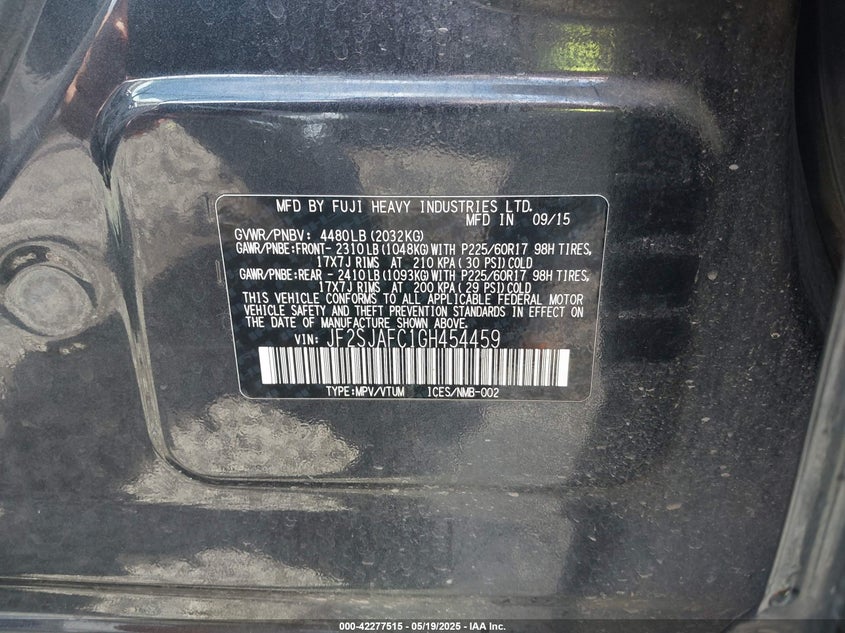 MFD BY FUJI HEAVY INDUSTRIES LTD.
MFD IN 09/15
GVWR/PNBV: 4480LB (2032KG)
GAWR/PNBE:FRONT- 2310LB (1048KG)WITH P225/60R17 98H TIRES,
17X7J RIMS AT 210 KPA ( 30 PSI)COLD
GAWR/PNBE:REAR - 2410LB (1093KG)WITH P225/60R17 98H TIRES,
17X7J RIMS AT 200 KPA ( 29 PSI)COLD
THIS VEHICLE CONFORMS TO ALL APPLICABLE FEDERAL MOTOR
VEHICLE SAFETY AND THEFT PREVENTION STANDARDS IN EFFECT ON
THE DATE OF MANUFACTURE SHOWN ABOVE.
VIN: JF2SJAFC1GH454459
TYPE:MPV/VTUM ICES/NMB-002
000-42277515 - 05/19/2025 - IAA Inc.